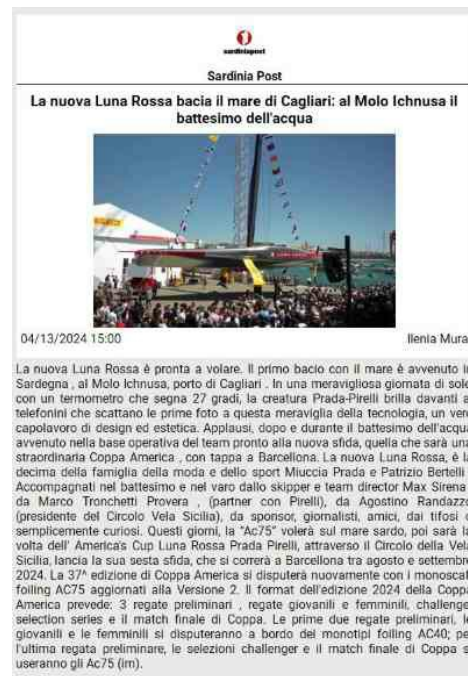 sardiniapost
Sardinia Post
La nuova Luna Rossa bacia il mare di Cagliari: al Molo Ichnusa il
battesimo dell'acqua
04/13/2024 15:00
Ilenia Mura
La nuova Luna Rossa è pronta a volare. Il primo bacio con il mare è avvenuto in
Sardegna , al Molo Ichnusa, porto di Cagliari . In una meravigliosa giornata di sole
con un termometro che segna 27 gradi, la creatura Prada-Pirelli brilla davanti ai
telefonini che scattano le prime foto a questa meraviglia della tecnologia, un vero
capolavoro di design ed estetica. Applausi, dopo e durante il battesimo dell'acqua
avvenuto nella base operativa del team pronto alla nuova sfida, quella che sarà una
straordinaria Coppa America , con tappa a Barcellona. La nuova Luna Rossa, è la
decima della famiglia della moda e dello sport Miuccia Prada e Patrizio Bertelli .
Accompagnati nel battesimo e nel varo dallo skipper e team director Max Sirena ,
da Marco Tronchetti Provera , (partner con Pirelli), da Agostino Randazzo
(presidente del Circolo Vela Sicilia), da sponsor, giornalisti, amici, dai tifosi o
semplicemente curiosi. Questi giorni, la "Ac75" volerà sul mare sardo, poi sarà la
volta dell' America's Cup Luna Rossa Prada Pirelli, attraverso il Circolo della Vela
Sicilia, lancia la sua sesta sfida, che si correrà a Barcellona tra agosto e settembre
2024. La 37^ edizione di Coppa America si disputerà nuovamente con i monoscafi
foiling AC75 aggiornati alla Versione 2. Il format dell'edizione 2024 della Coppa
America prevede: 3 regate preliminari , regate giovanili e femminili, challenger
selection series e il match finale di Coppa. Le prime due regate preliminari, le
giovanili e le femminili si disputeranno a bordo dei monotipi foiling AC40; per
l'ultima regata preliminare, le selezioni challenger e il match finale di Coppa si
useranno gli Ac75 (im).